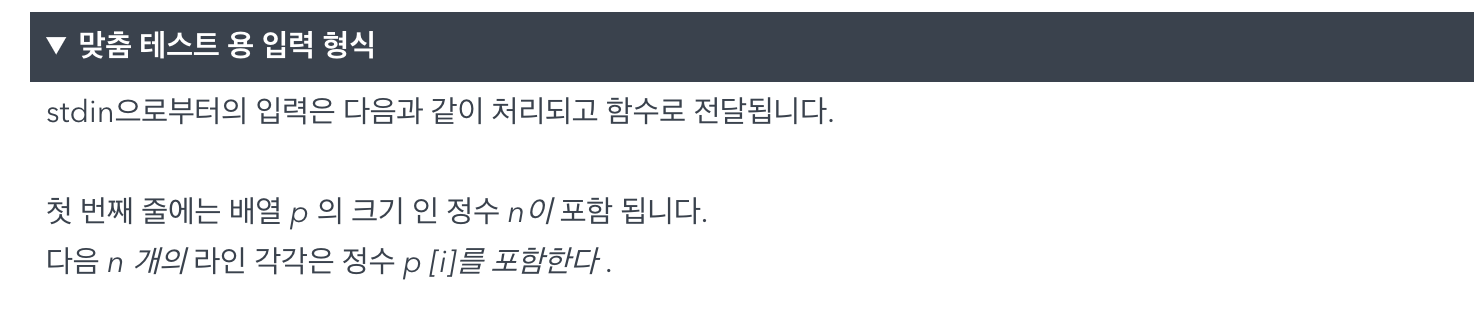 ▼ 맞춤 테스트 용 입력 형식
stdin으로부터의 입력은 다음과 같이 처리되고 함수로 전달됩니다.
첫 번째 줄에는 배열 p 의 크기 인 정수 n이 포함 됩니다.
다음 n 개의 라인 각각은 정수 p [i]를 포함한다 .